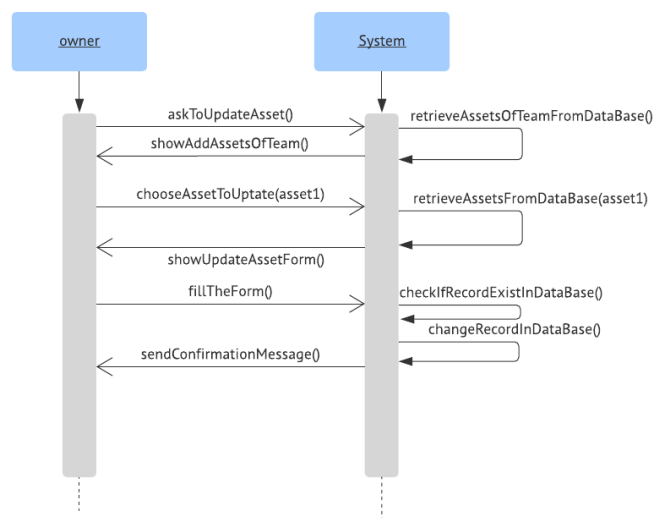 owner
System
askToUpdateAsset()
retrieveAssetsOfTeamFromDataBase()
showAddAssetsOfTeam()
chooseAssetToUptate(asset1)
retrieveAssetsFromDataBase(asset1)
showUpdateAssetForm()
fillTheForm()
checkIfRecordExistInDataBase()
changeRecordInDataBase()
sendConfirmationMessage()